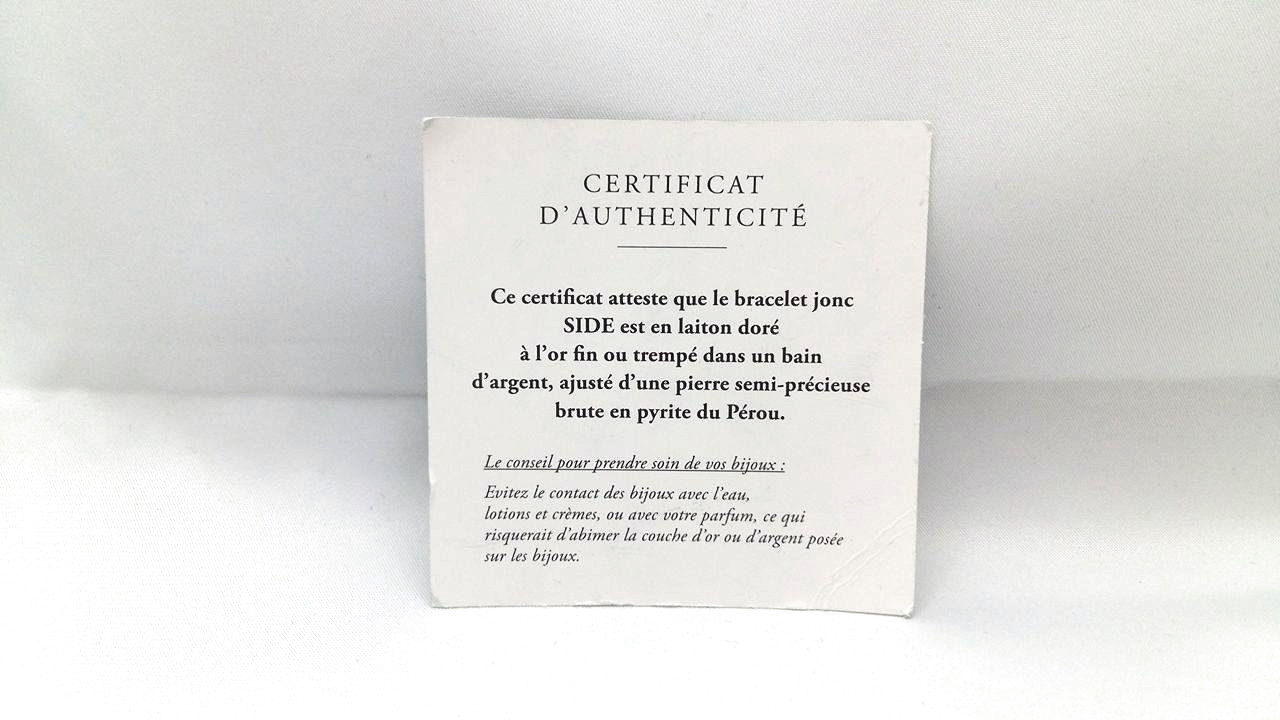 CERTIFICAT
D’AUTHENTICITÉ
Ce certificat atteste que le bracelet jonc
SIDE est en laiton doré
à l’or fin ou trempé dans un bain
d’argent, ajusté d’une pierre semi-précieuse
brute en pyrite du Pérou.
Le conseil pour prendre soin de vos bijoux :
Evitez le contact des bijoux avec l’eau,
lotions et crèmes, ou avec votre parfum, ce qui
risquerait d’abimer la couche d’or ou d’argent posée
sur les bijoux.